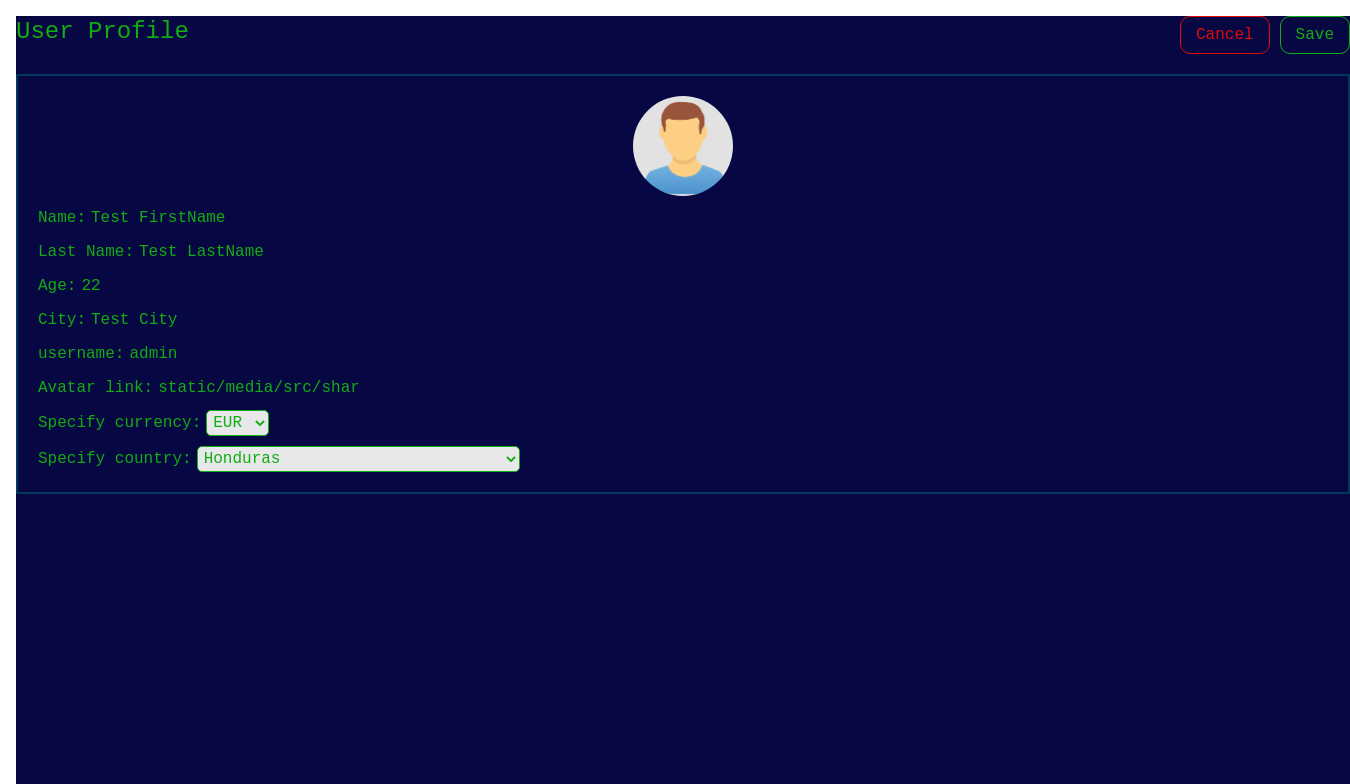 User Profile
Cancel
Save
Name: Test FirstName
Last Name: Test LastName
Age: 22
City: Test City
username: admin
Avatar link: static/media/src/shar
Specify currency: EUR
Specify country: Honduras